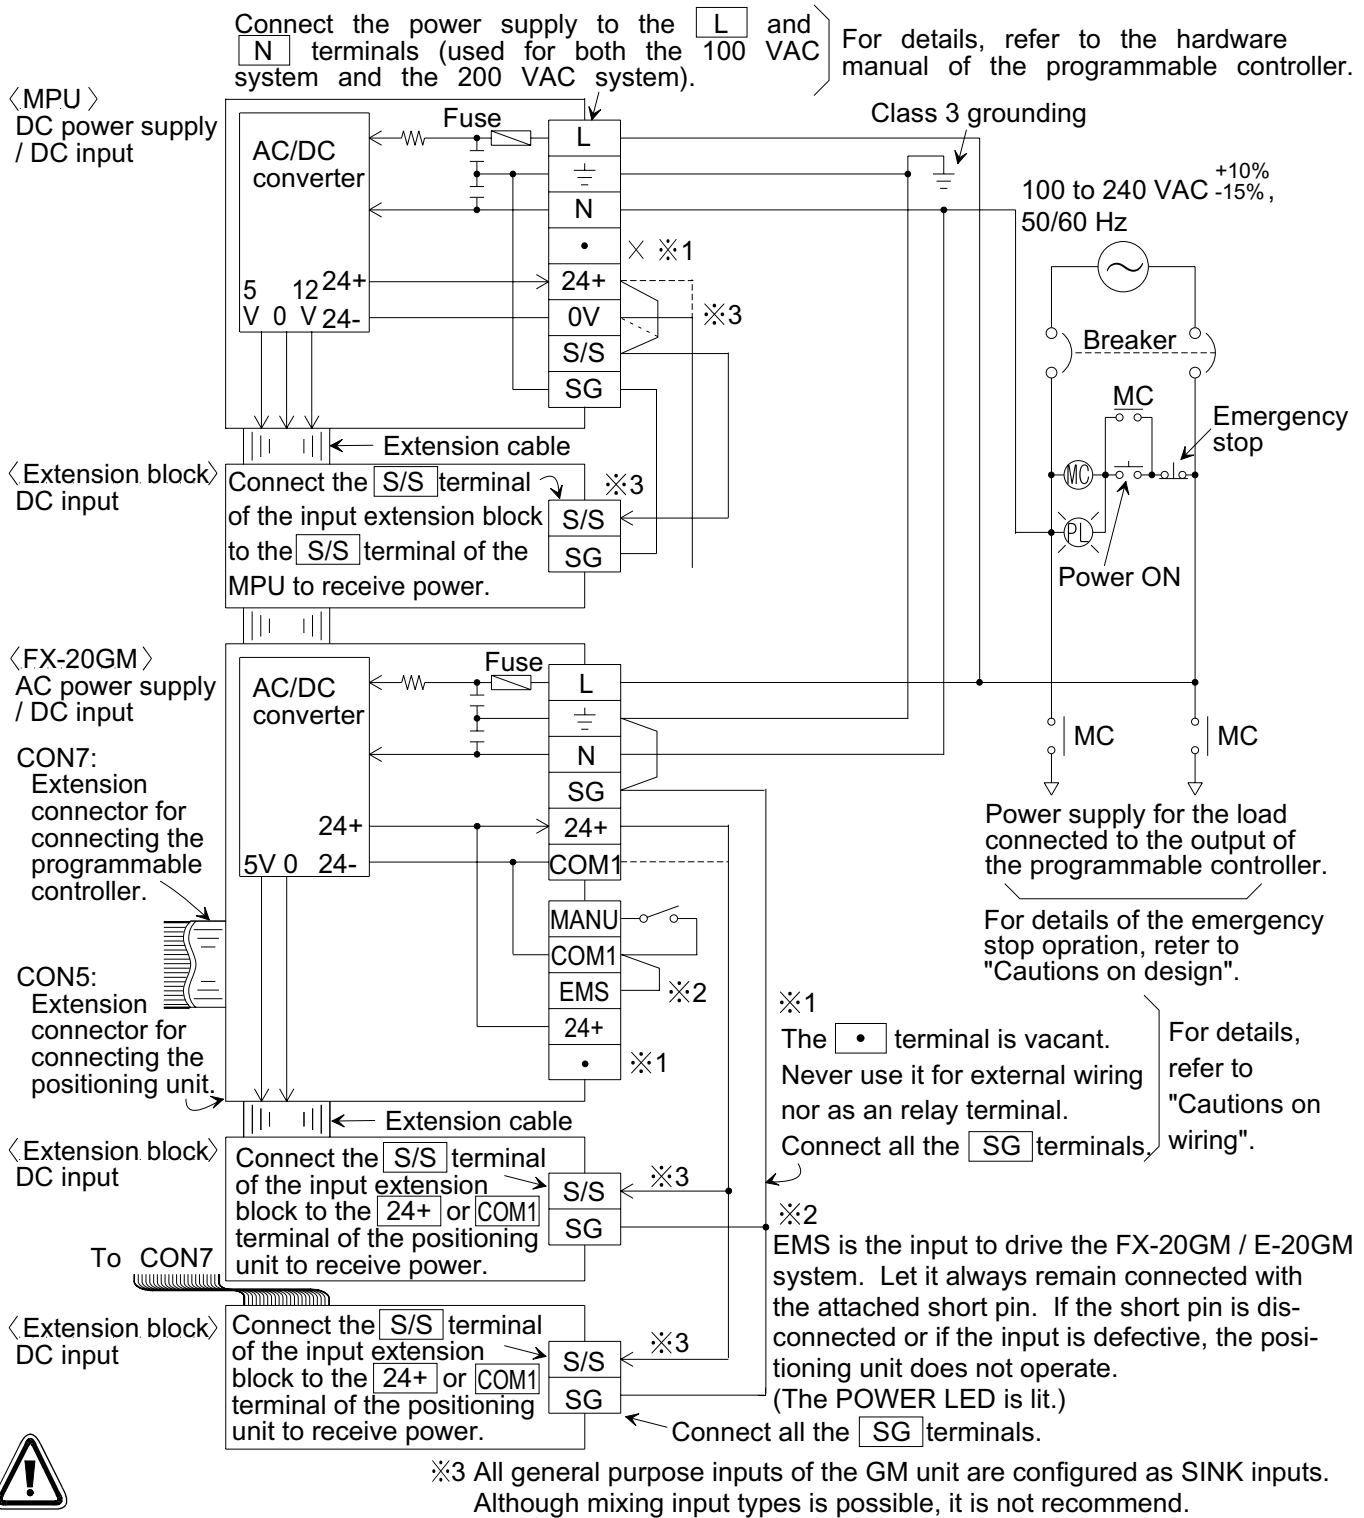 Connect the power supply to the L and
N terminals (used for both the 100 VAC
system and the 200 VAC system).
For details, refer to the hardware
manual of the programmable controller.
〈MPU〉
DC power supply
/ DC input
AC/DC
converter
5
V
0
12
V
24+
24-
Fuse
L
N
•
24+
0V
S/S
SG
× ※1
※3
Class 3 grounding
100 to 240 VAC +10% -15%,
50/60 Hz
Breaker
MC
Emergency
stop
MC
PL
Power ON
Extension cable
〈Extension block〉
DC input
Connect the S/S terminal
of the input extension block
to the S/S terminal of the
MPU to receive power.
※3
S/S
SG
〈FX-20GM〉
AC power supply
/ DC input
AC/DC
converter
24+
5V 0 24-
Fuse
L
N
SG
24+
COM1
MANU
COM1
EMS
24+
•
※2
※1
CON7:
Extension
connector for
connecting the
programmable
controller.
CON5:
Extension
connector for
connecting the
positioning unit.
MC
MC
Power supply for the load
connected to the output of
the programmable controller.
For details of the emergency
stop opration, reter to
"Cautions on design".
※1
The • terminal is vacant.
Never use it for external wiring
nor as an relay terminal.
Connect all the SG terminals.
For details,
refer to
"Cautions on
wiring".
Extension cable
〈Extension block〉
DC input
Connect the S/S terminal
of the input extension
block to the 24+ or COM1
terminal of the positioning
unit to receive power.
S/S
SG
※3
※2
EMS is the input to drive the FX-20GM / E-20GM
system. Let it always remain connected with
the attached short pin. If the short pin is dis-
connected or if the input is defective, the posi-
tioning unit does not operate.
(The POWER LED is lit.)
To CON7
〈Extension block〉
DC input
Connect the S/S terminal
of the input extension
block to the 24+ or COM1
terminal of the positioning
unit to receive power.
S/S
SG
※3
Connect all the SG terminals.
!
※3 All general purpose inputs of the GM unit are configured as SINK inputs.
Although mixing input types is possible, it is not recommend.